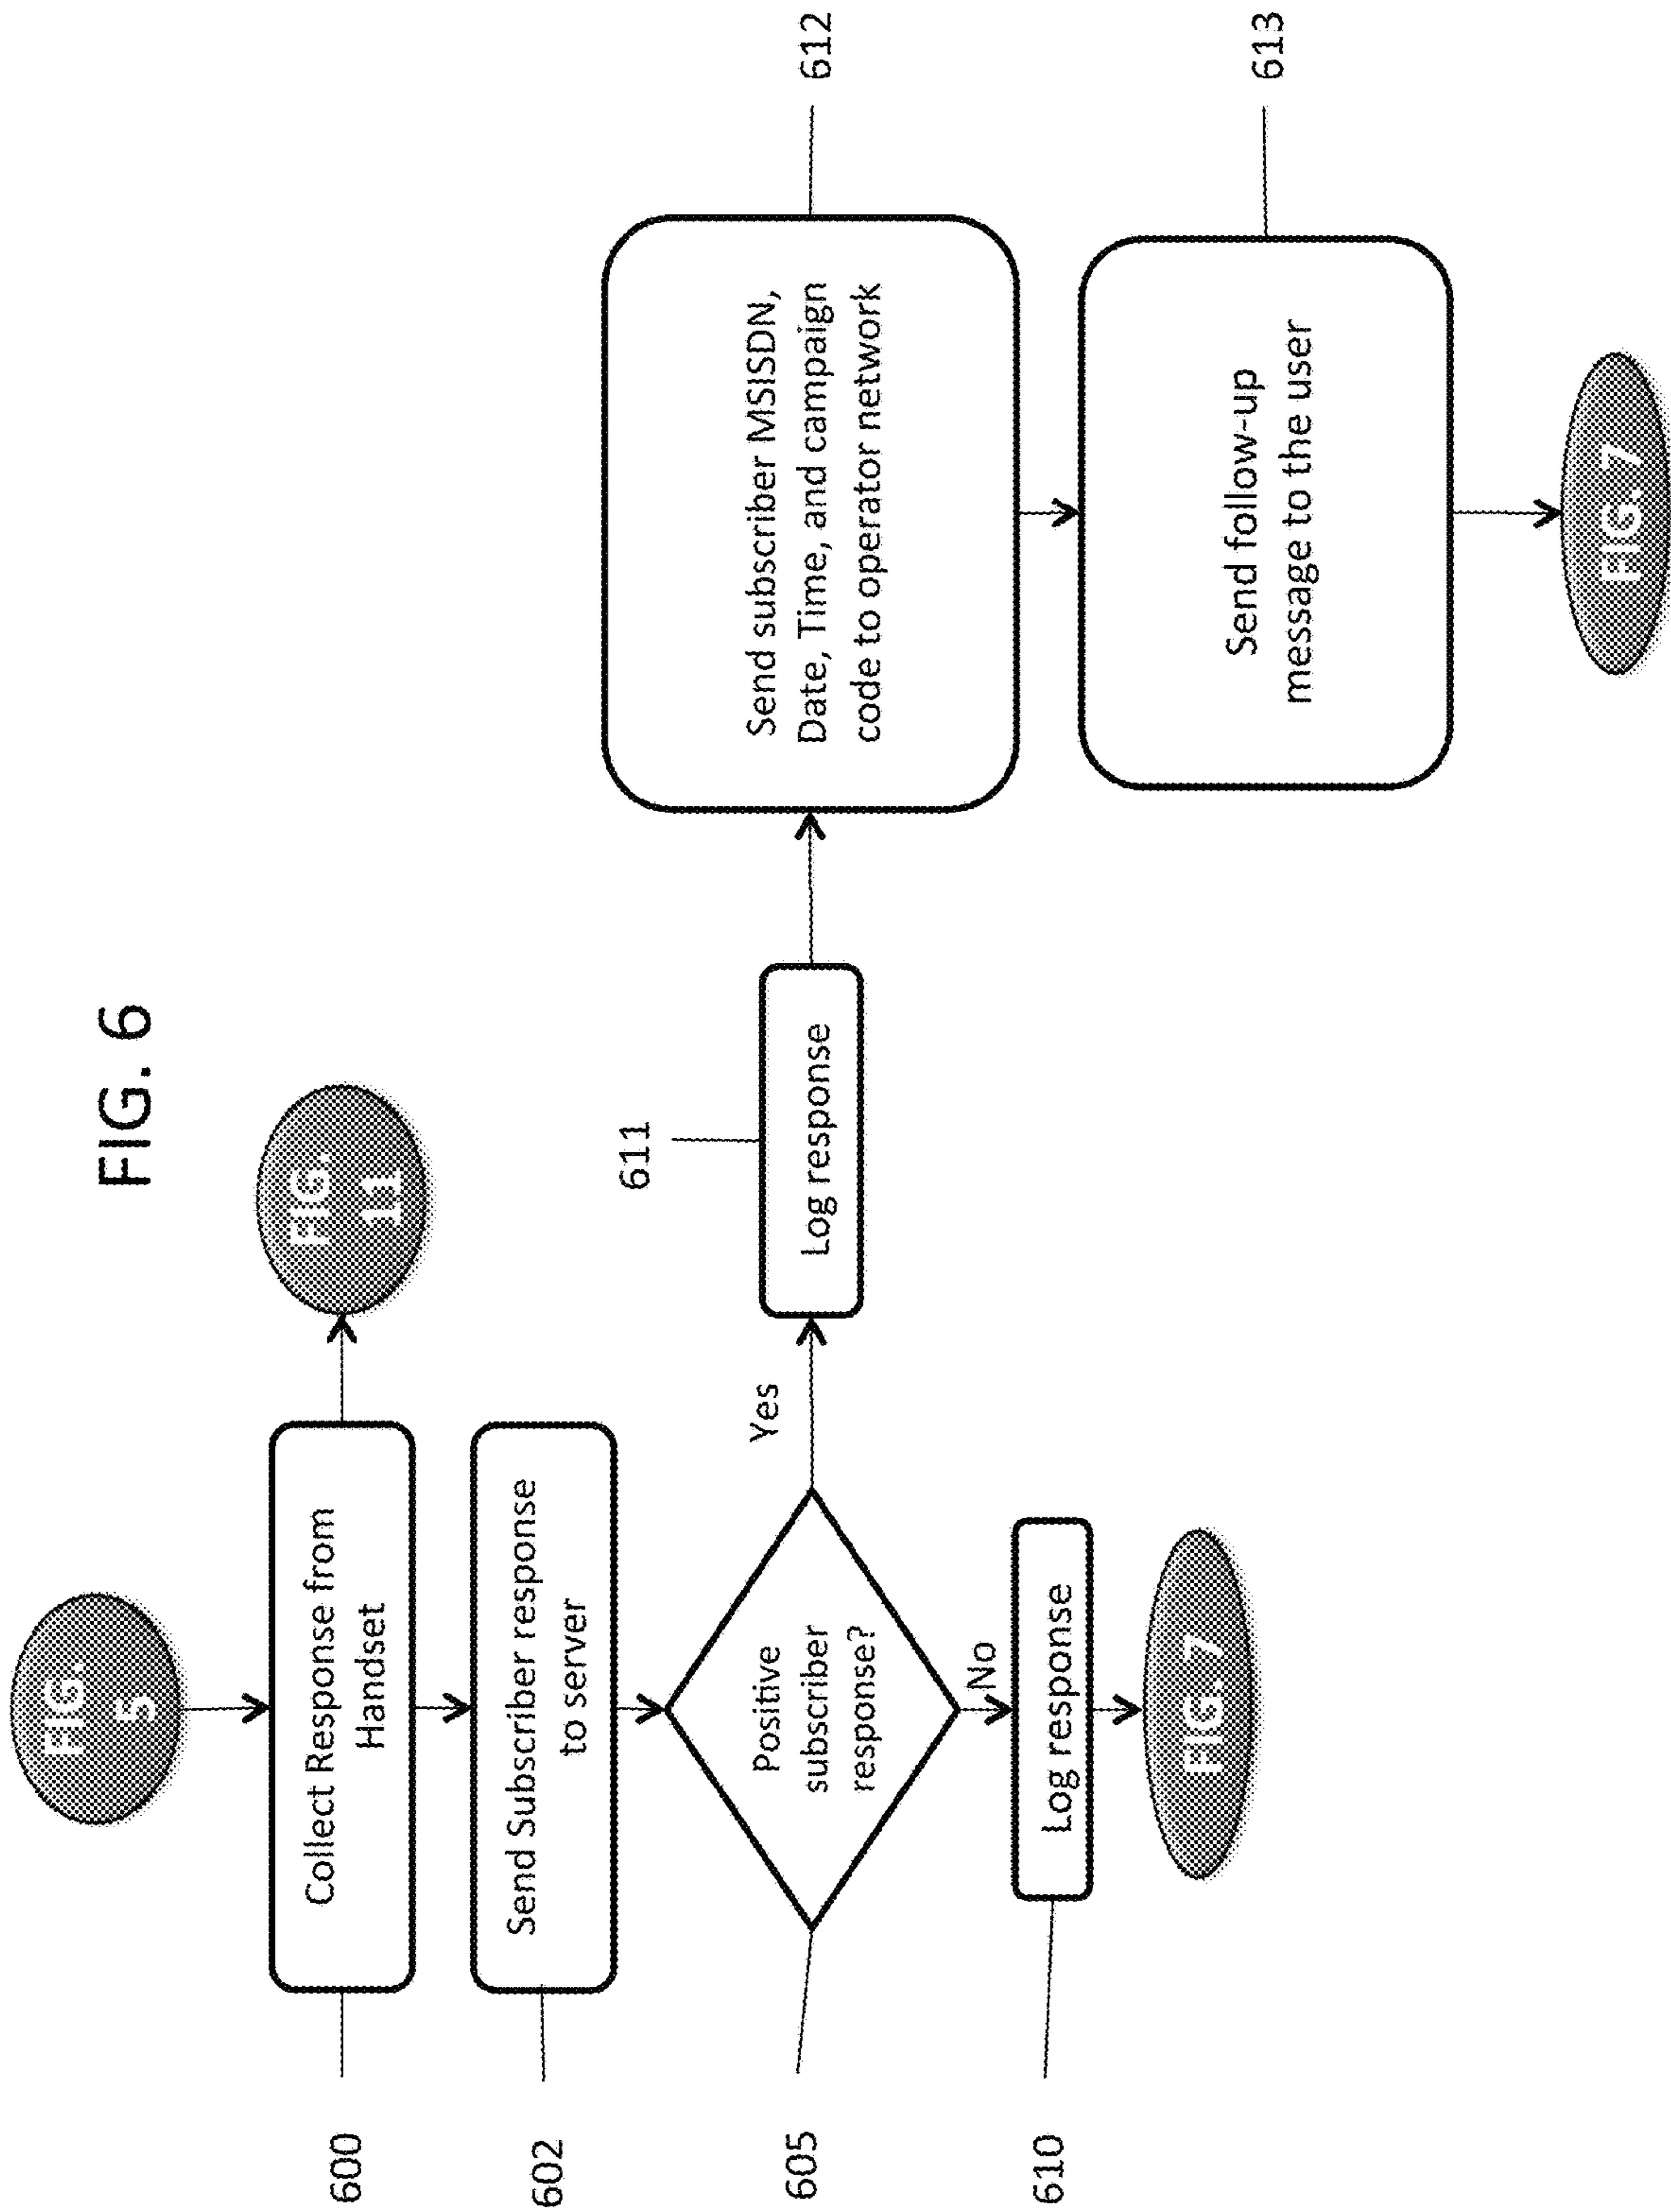 FIG. 6
FIG.
5
600
Collect Response from
Handset
FIG.
11
602
Send Subscriber response
to server
605
Positive
subscriber
response?
Yes
No
610
Log response
FIG. 7
611
Log response
612
Send subscriber MSISDN,
Date, Time, and campaign
code to operator network
613
Send follow-up
message to the user
FIG. 7